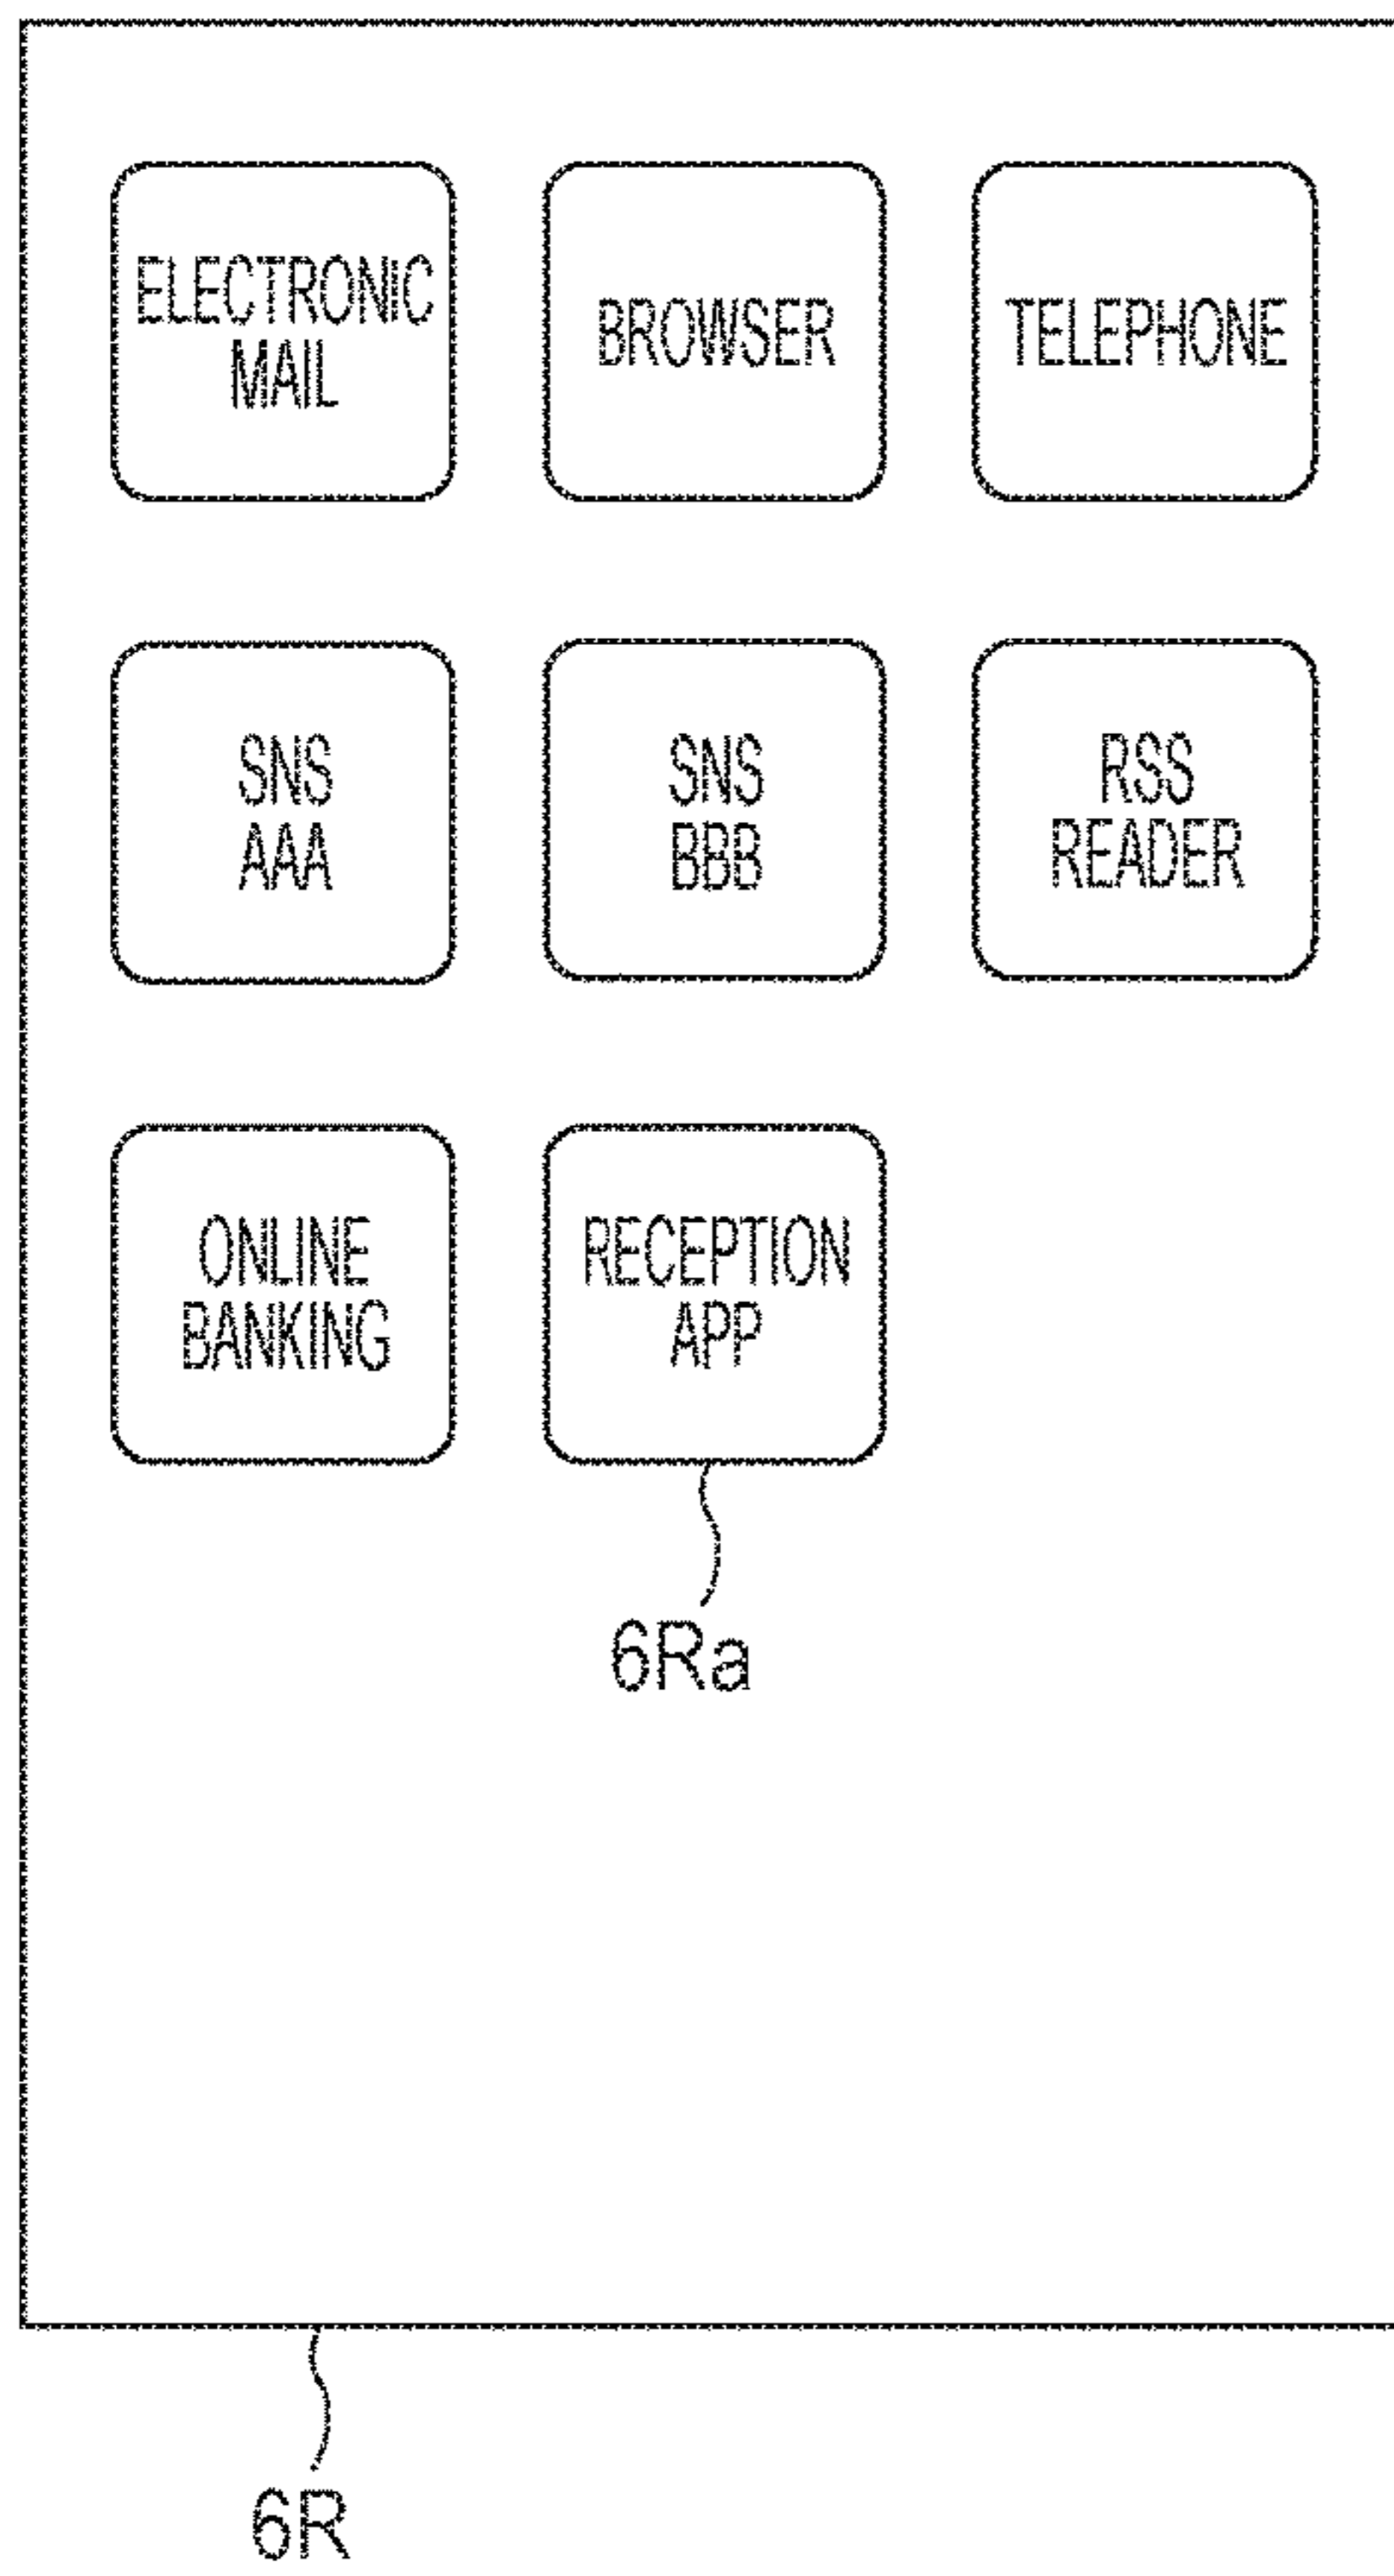 ELECTRONIC
MAIL
BROWSER
TELEPHONE
SNS
AAA
SNS
BBB
RSS
READER
ONLINE
BANKING
RECEPTION
APP
6Ra
6R